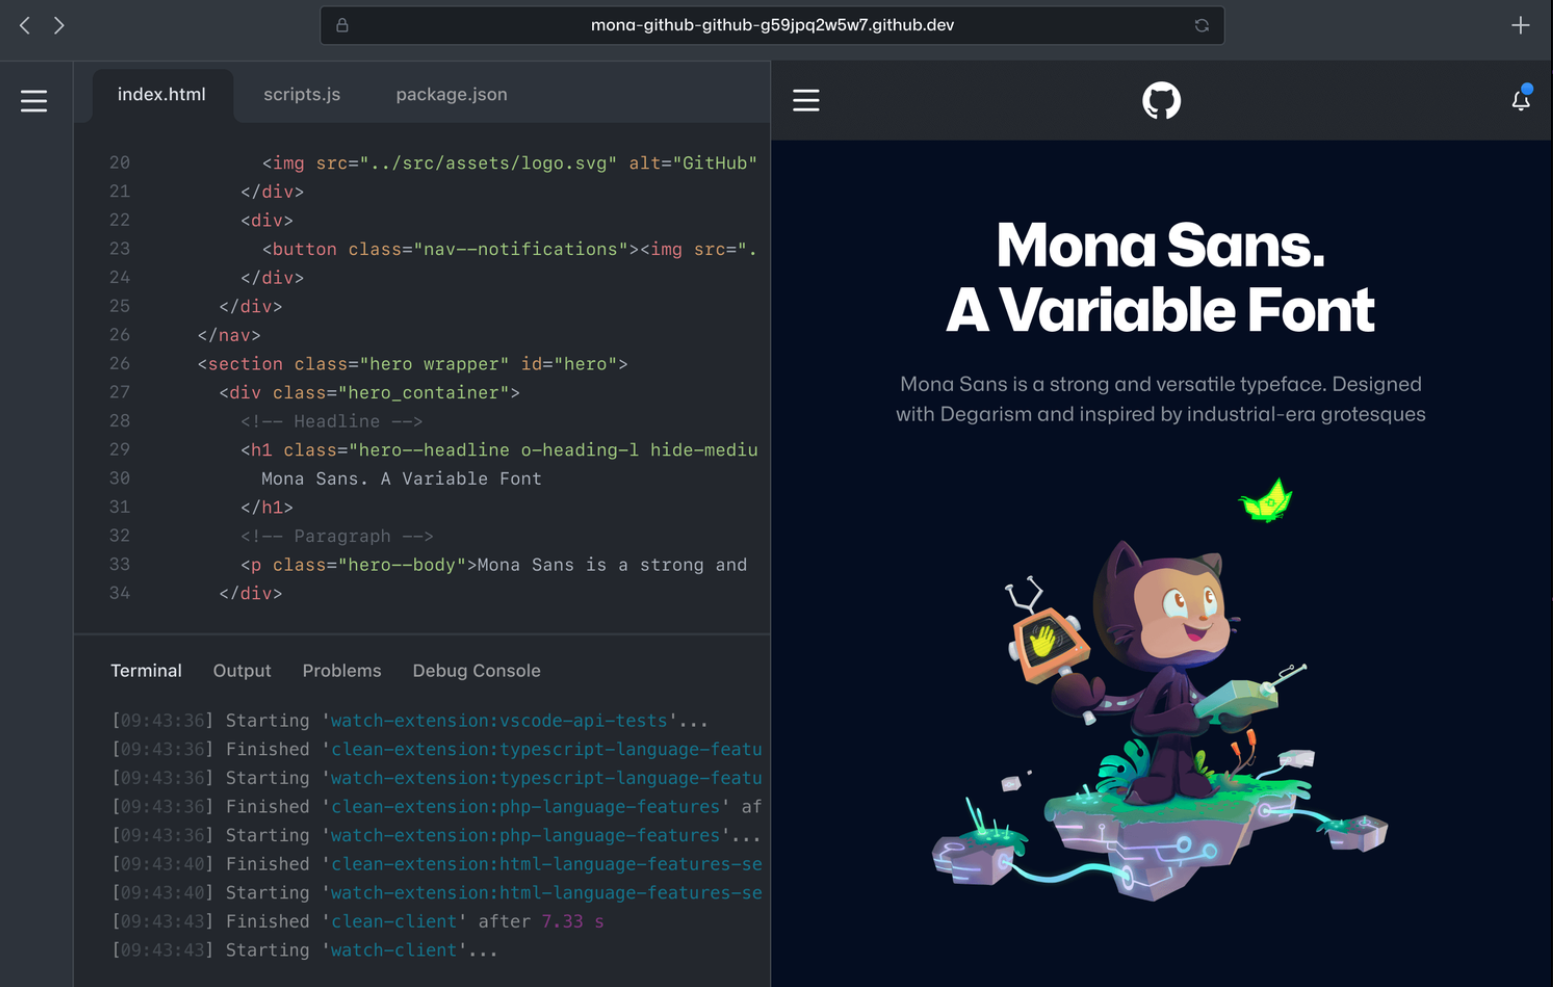 mona-github-github-g59jpq2w5w7.github.dev
index.html scripts.js package.json
20 <img src="../src/assets/logo.svg" alt="GitHub"
21 </div>
22 <div>
23 <button class="nav--notifications"><img src=".
24 </div>
25 </div>
26 </nav>
26 <section class="hero wrapper" id="hero">
27 <div class="hero_container">
28 <!-- Headline -->
29 <h1 class="hero--headline o-heading-l hide-mediu
30 Mona Sans. A Variable Font
31 </h1>
32 <!-- Paragraph -->
33 <p class="hero--body">Mona Sans is a strong and
34 </div>
Terminal Output Problems Debug Console
[09:43:36] Starting 'watch-extension:vscode-api-tests'...
[09:43:36] Finished 'clean-extension:typescript-language-featu
[09:43:36] Starting 'watch-extension:typescript-language-featu
[09:43:36] Finished 'clean-extension:php-language-features' af
[09:43:36] Starting 'watch-extension:php-language-features'...
[09:43:40] Finished 'clean-extension:html-language-features-se
[09:43:40] Starting 'watch-extension:html-language-features-se
[09:43:43] Finished 'clean-client' after 7.33 s
[09:43:43] Starting 'watch-client'...
Mona Sans.
A Variable Font
Mona Sans is a strong and versatile typeface. Designed
with Degarism and inspired by industrial-era grotesques